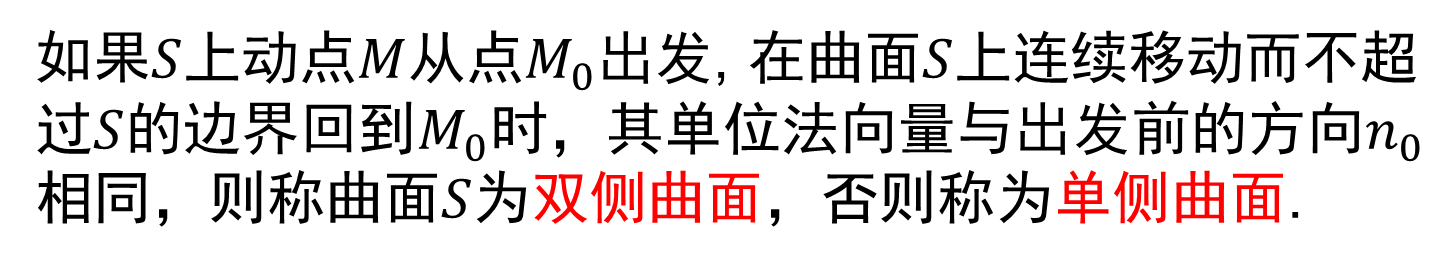 如果S上动点M从点M₀出发, 在曲面S上连续移动而不超
过S的边界回到M₀时，其单位法向量与出发前的方向n₀
相同，则称曲面S为双侧曲面，否则称为单侧曲面.